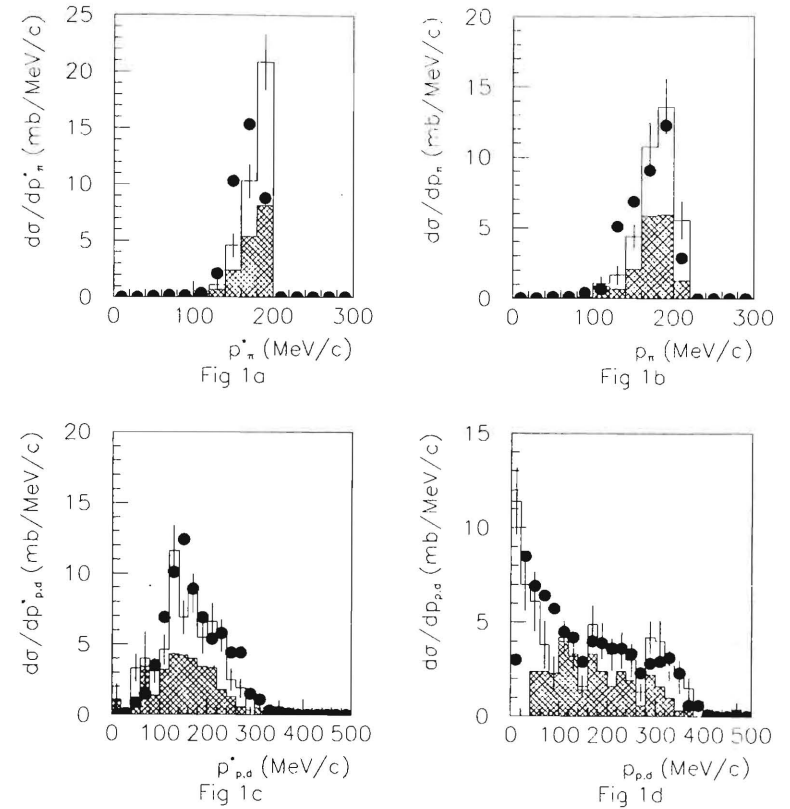 dσ/dp*π (mb/MeV/c)
25
20
15
10
5
0
0 100 200 300
p*π (MeV/c)
Fig 1a
dσ/dpπ (mb/MeV/c)
20
15
10
5
0
0 100 200 300
pπ (MeV/c)
Fig 1b
dσ/dp*p,d (mb/MeV/c)
20
15
10
5
0
0 100 200 300 400 500
p*p,d (MeV/c)
Fig 1c
dσ/dpp,d (mb/MeV/c)
15
10
5
0
0 100 200 300 400 500
pp,d (MeV/c)
Fig 1d